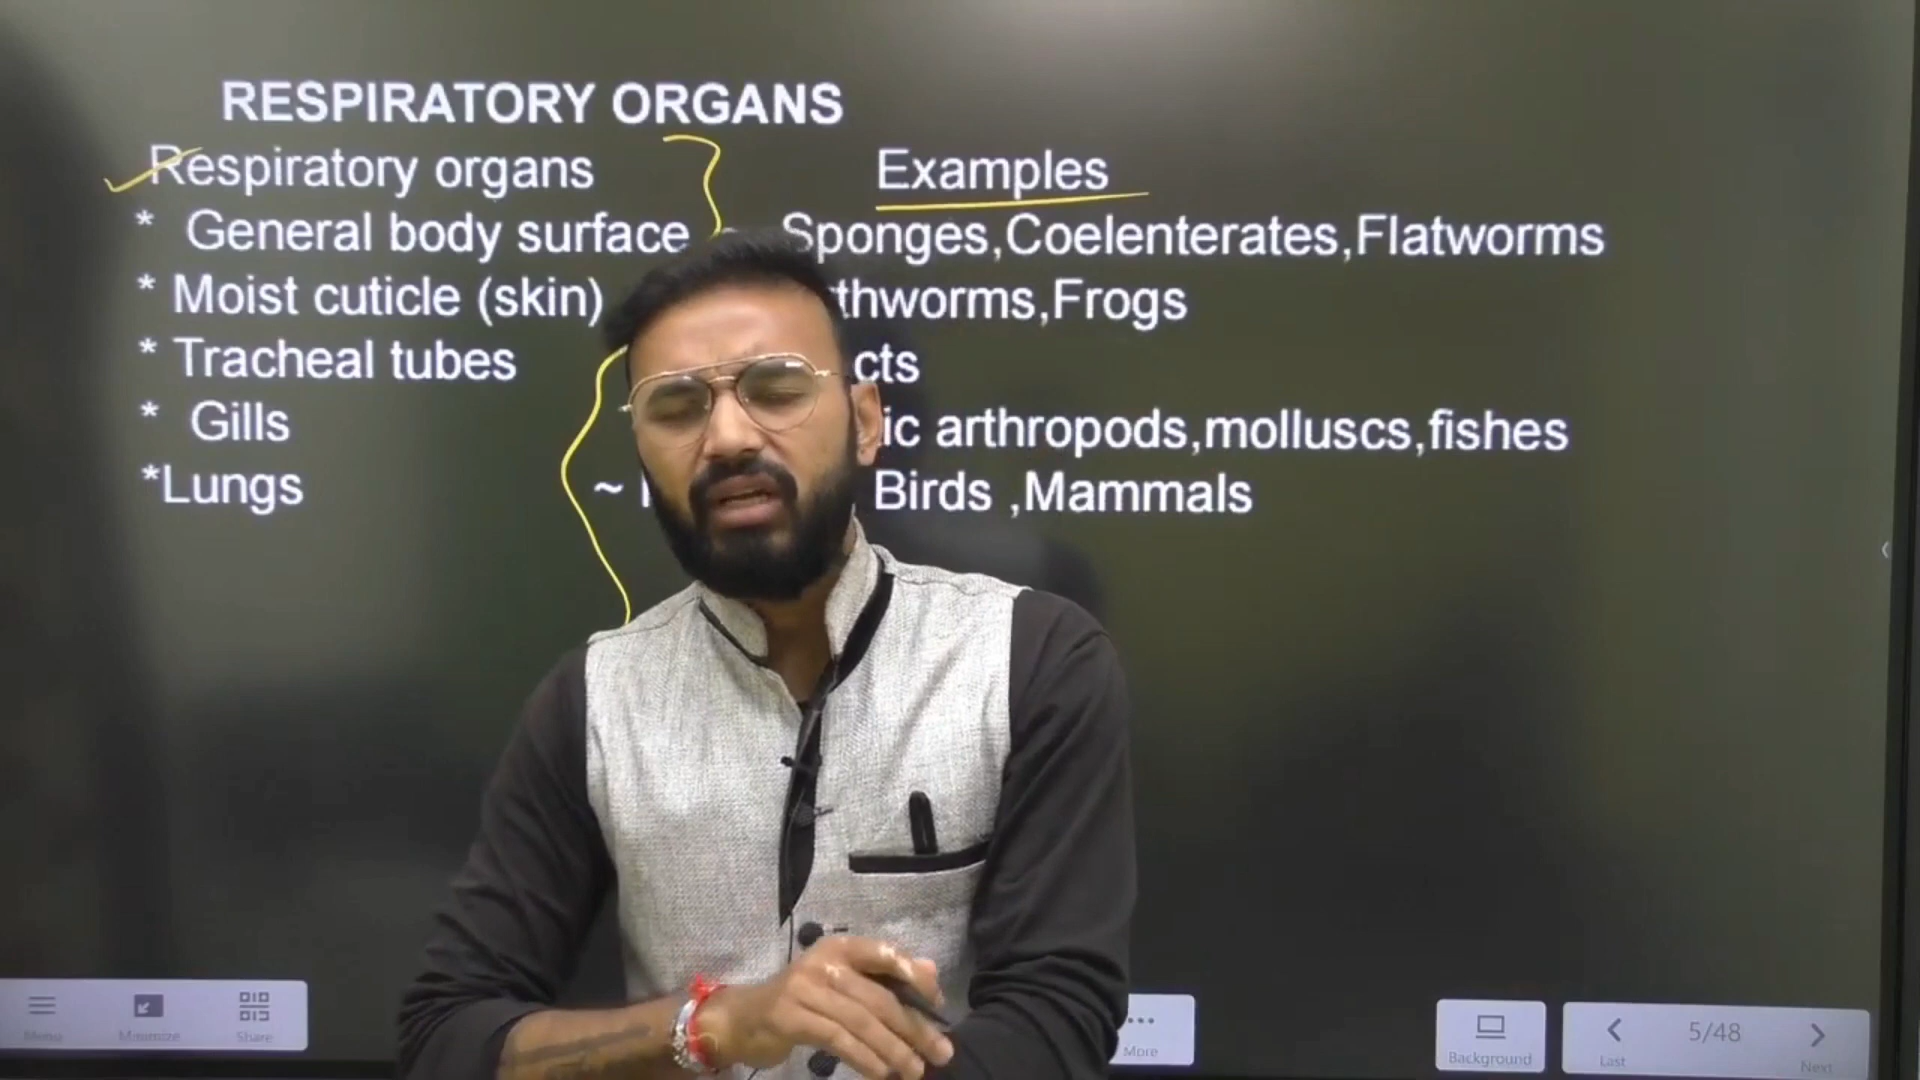 RESPIRATORY ORGANS
Respiratory organs Examples
* General body surface Sponges,Coelenterates,Flatworms
* Moist cuticle (skin) thworms,Frogs
* Tracheal tubes cts
* Gills ic arthropods,molluscs,fishes
*Lungs ~ Birds ,Mammals
Menu Minimize Share More Background Last 5/48 Next